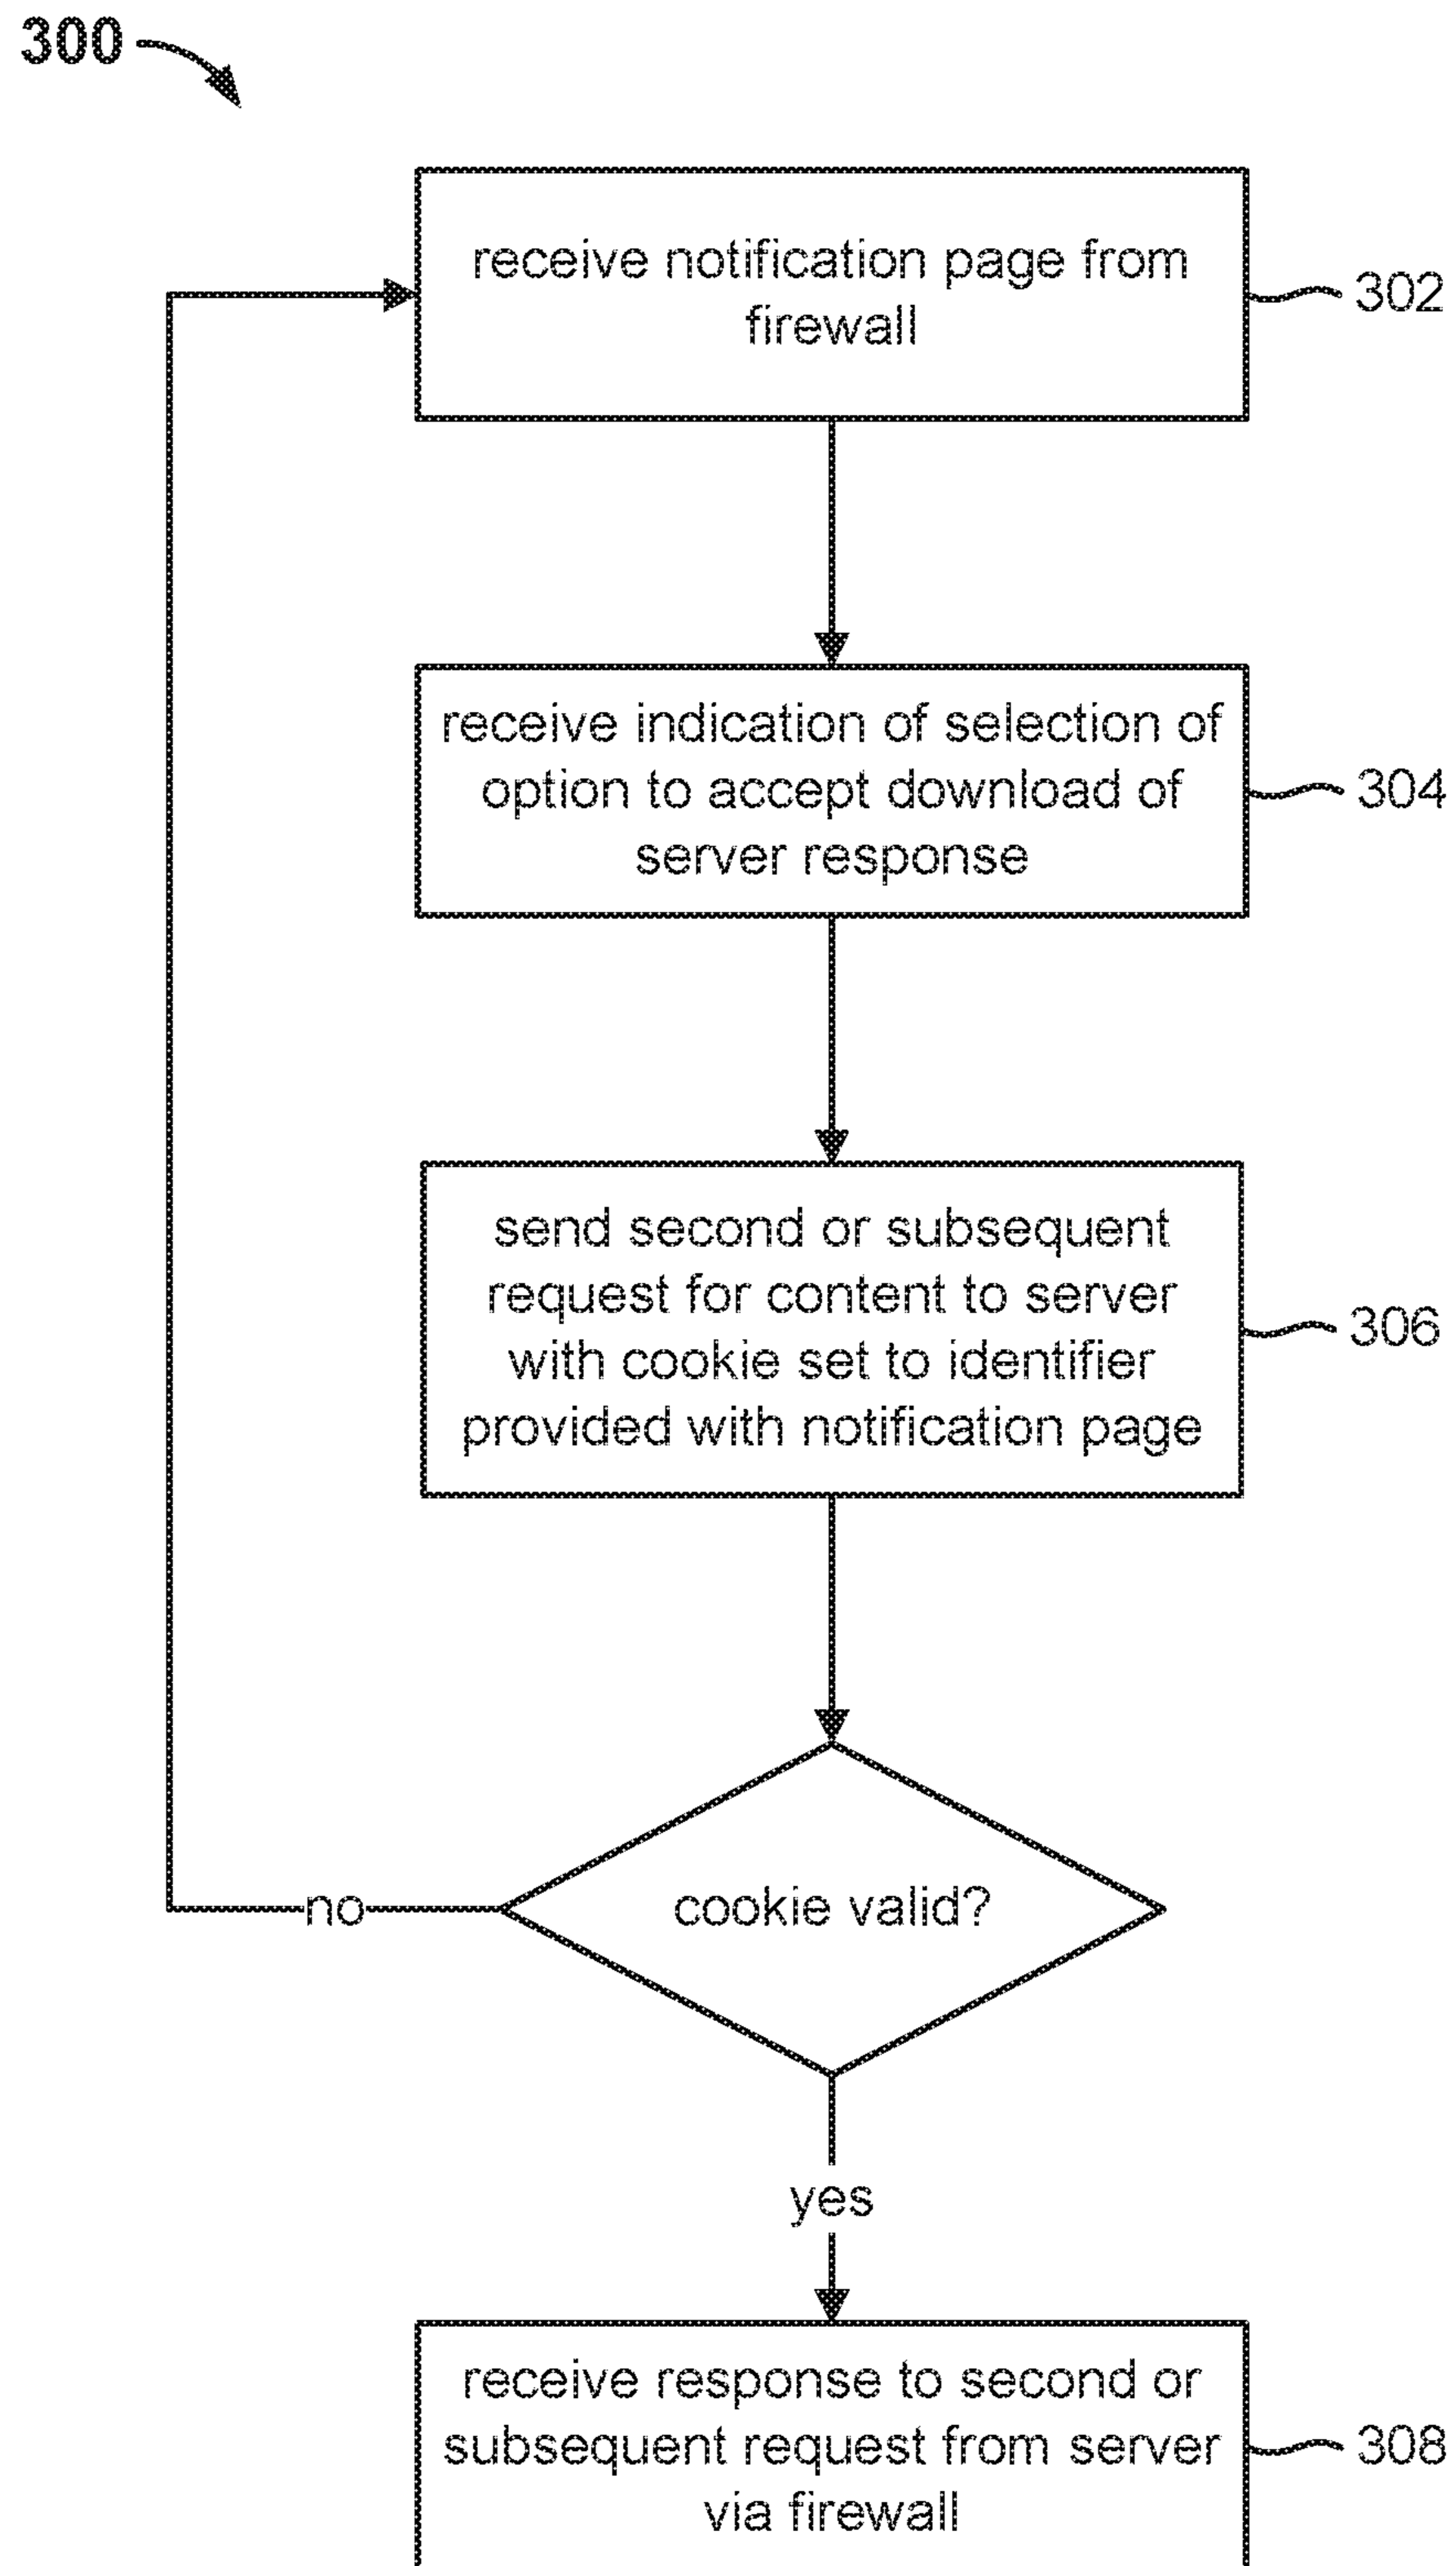 300
receive notification page from
firewall
302
receive indication of selection of
option to accept download of
server response
304
send second or subsequent
request for content to server
with cookie set to identifier
provided with notification page
306
cookie valid?
no
yes
receive response to second or
subsequent request from server
via firewall
308